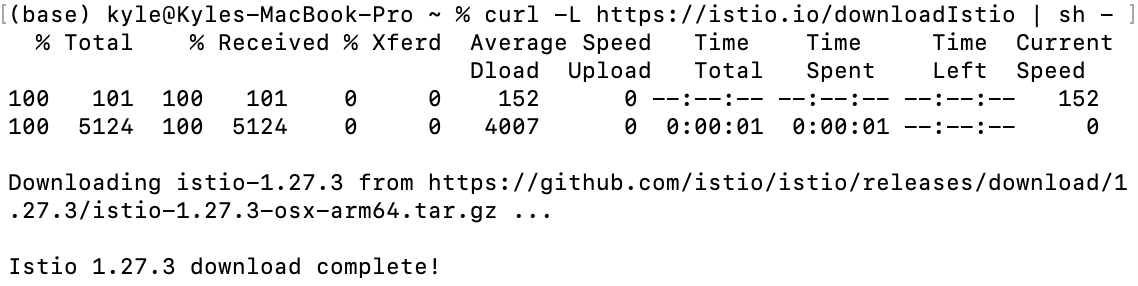 [(base) kyle@Kyles-MacBook-Pro ~ % curl -L https://istio.io/downloadIstio | sh - ]
  % Total    % Received % Xferd  Average Speed   Time    Time     Time  Current
                                 Dload  Upload   Total   Spent    Left  Speed
100   101  100   101    0     0    152      0 --:--:-- --:--:-- --:--:--   152
100  5124  100  5124    0     0   4007      0  0:00:01  0:00:01 --:--:--     0

Downloading istio-1.27.3 from https://github.com/istio/istio/releases/download/1
.27.3/istio-1.27.3-osx-arm64.tar.gz ...

Istio 1.27.3 download complete!